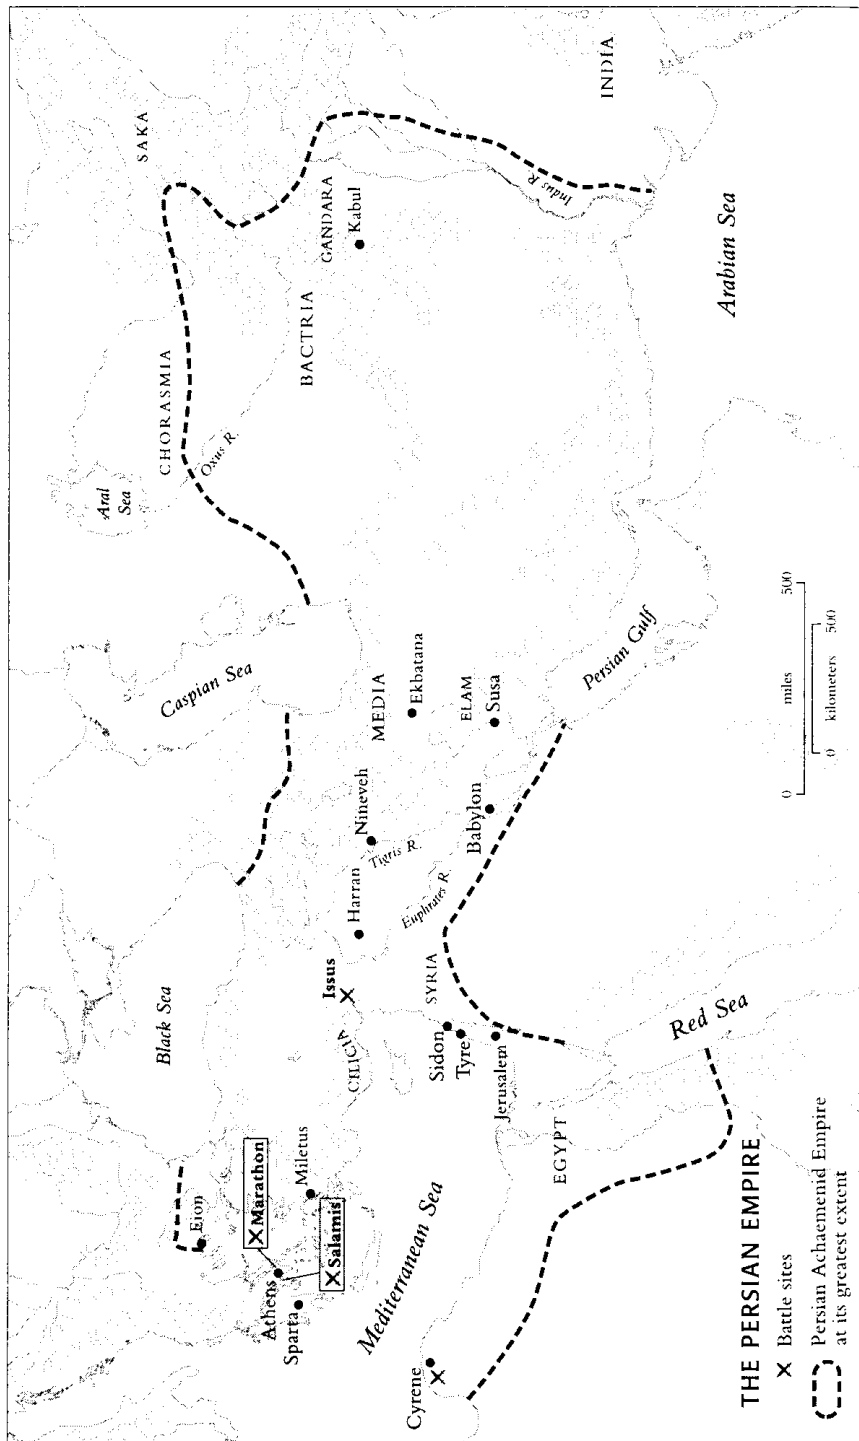 SAKA
INDIA
CHORASMIA
Aral
Sea
Oxus R.
BACTRIA
GANDARA
Kabul
Indus R.
Arabian Sea
Caspian Sea
MEDIA
Ekbatana
ELAM
Susa
Persian Gulf
Black Sea
Nineveh
Tigris R.
Harran
Euphrates R.
Babylon
Issus
CILICIA
SYRIA
Sidon
Tyre
Jerusalem
Red Sea
Eion
Marathon
Miletus
Salamis
Athens
Sparta
Mediterranean Sea
EGYPT
Cyrene
0 miles 500
0 kilometers 500
THE PERSIAN EMPIRE
Battle sites
Persian Achaemenid Empire
at its greatest extent